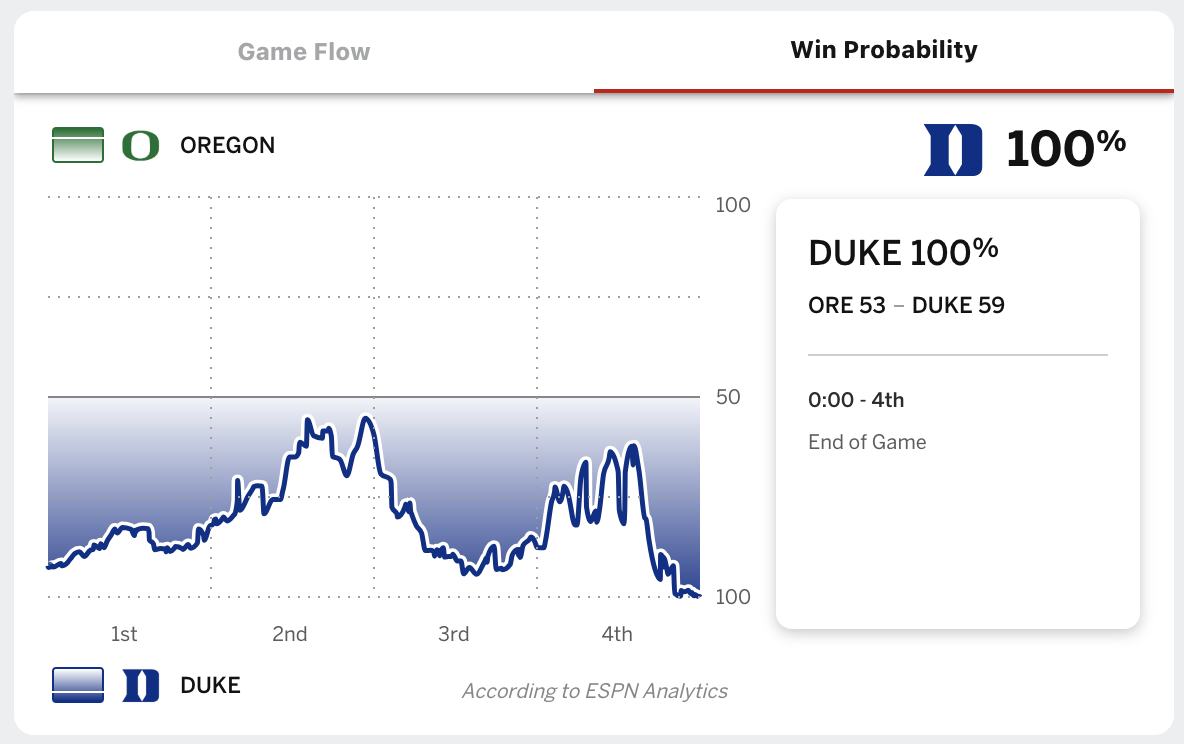 Game Flow
Win Probability
O OREGON
D 100%
100
50
100
1st
2nd
3rd
4th
D DUKE
According to ESPN Analytics
DUKE 100%
ORE 53 – DUKE 59
0:00 - 4th
End of Game